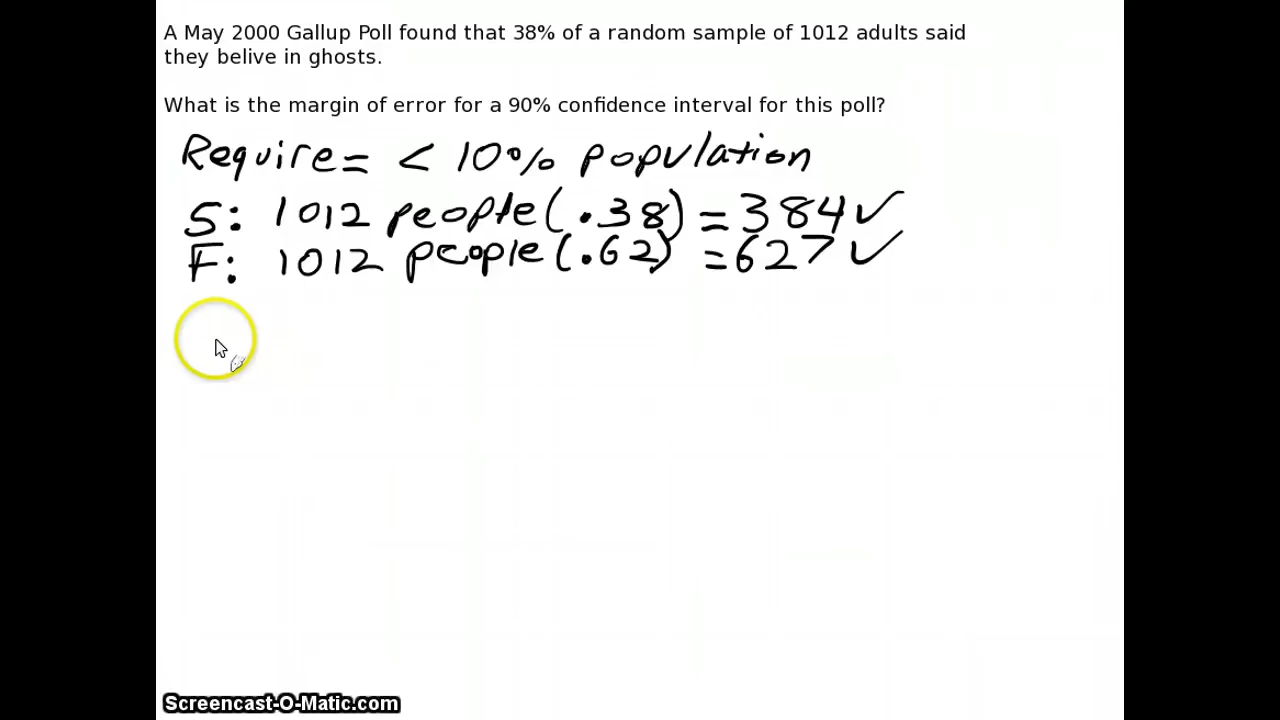 A May 2000 Gallup Poll found that 38% of a random sample of 1012 adults said
they belive in ghosts.
What is the margin of error for a 90% confidence interval for this poll?
Require= < 10% population
S: 1012 people(.38) =384✓
F: 1012 people(.62) =627✓
Screencast-O-Matic.com